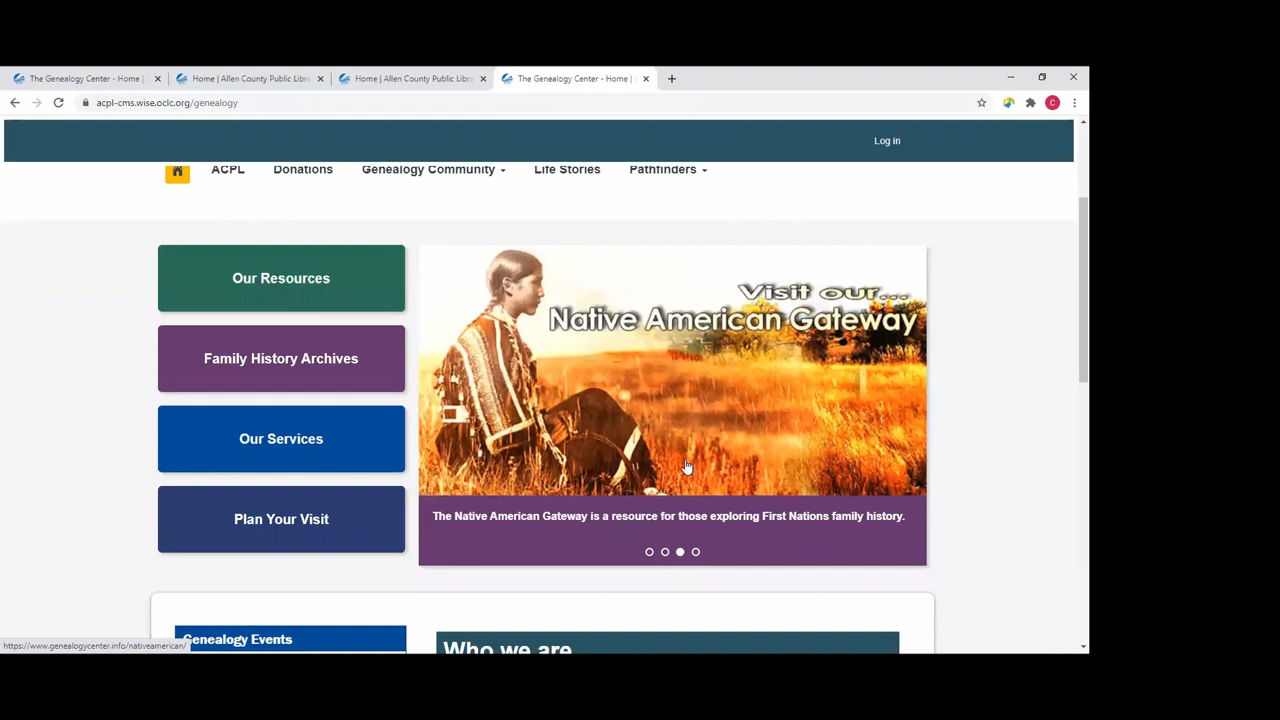 The Genealogy Center - Home |
Home | Allen County Public Libra
Home | Allen County Public Libra
The Genealogy Center - Home |
acpl-cms.wise.oclc.org/genealogy
C
Log in
ACPL
Donations
Genealogy Community
Life Stories
Pathfinders
Our Resources
Family History Archives
Our Services
Plan Your Visit
Visit our...
Native American Gateway
The Native American Gateway is a resource for those exploring First Nations family history.
Genealogy Events
Who we are
https://www.genealogycenter.info/nativeamerican/